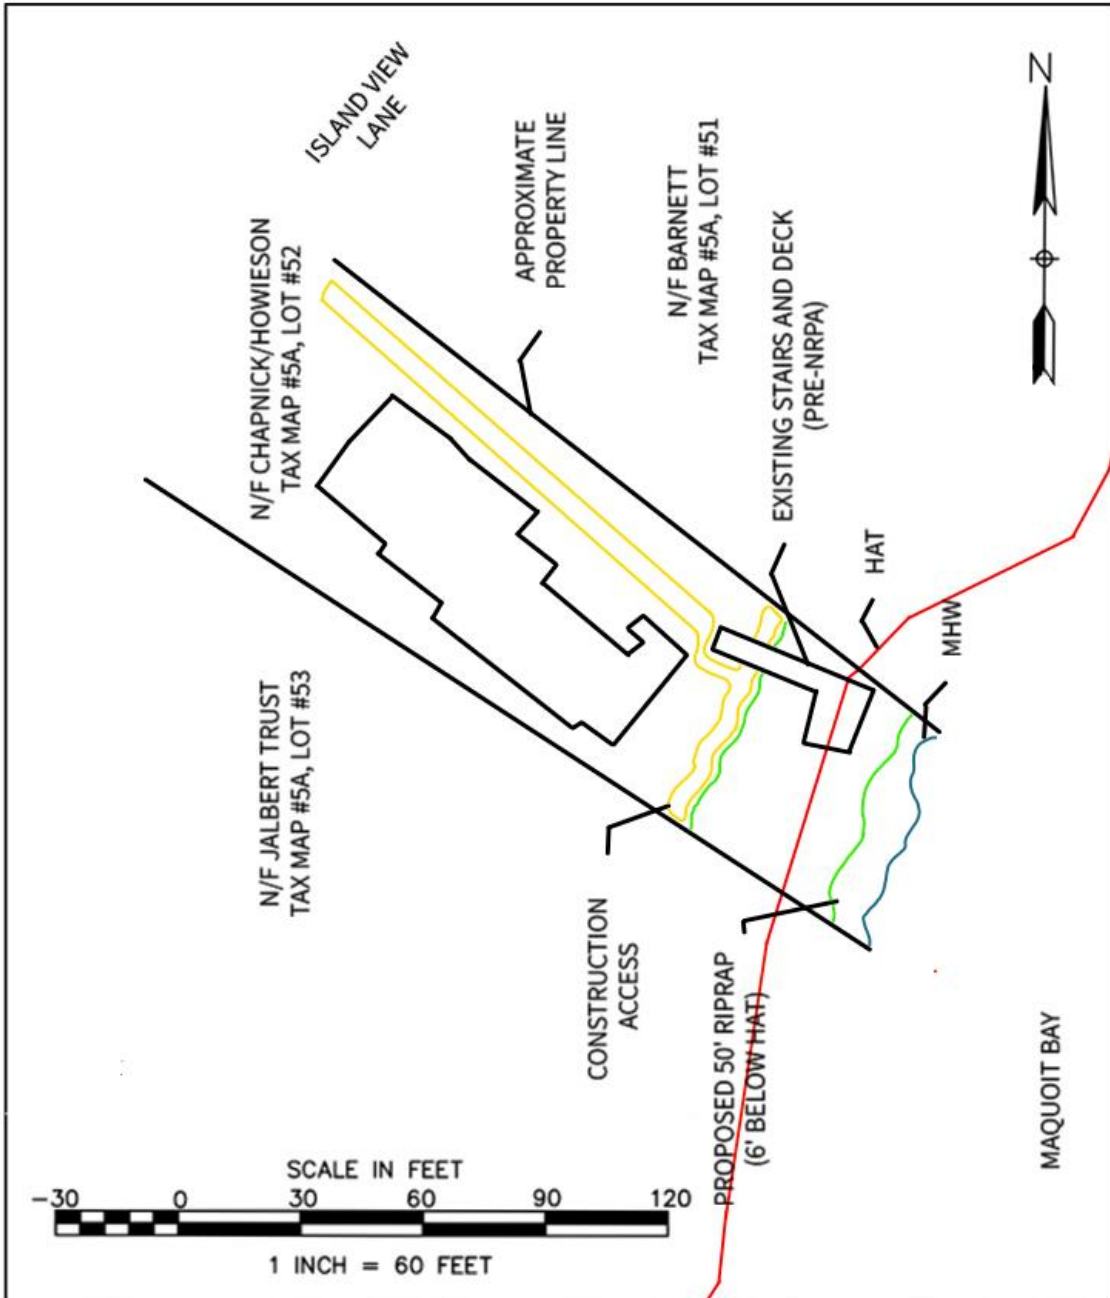 ISLAND VIEW
LANE
N
APPROXIMATE
PROPERTY LINE
N/F BARNETT
TAX MAP #5A, LOT #51
N/F CHAPNICK/HOWIESON
TAX MAP #5A, LOT #52
EXISTING STAIRS AND DECK
(PRE-NRPA)
HAT
MHW
N/F JALBERT TRUST
TAX MAP #5A, LOT #53
CONSTRUCTION
ACCESS
PROPOSED 50' RIPRAP
(6' BELOW HAT)
MAQUOIT BAY
SCALE IN FEET
-30 0 30 60 90 120
1 INCH = 60 FEET